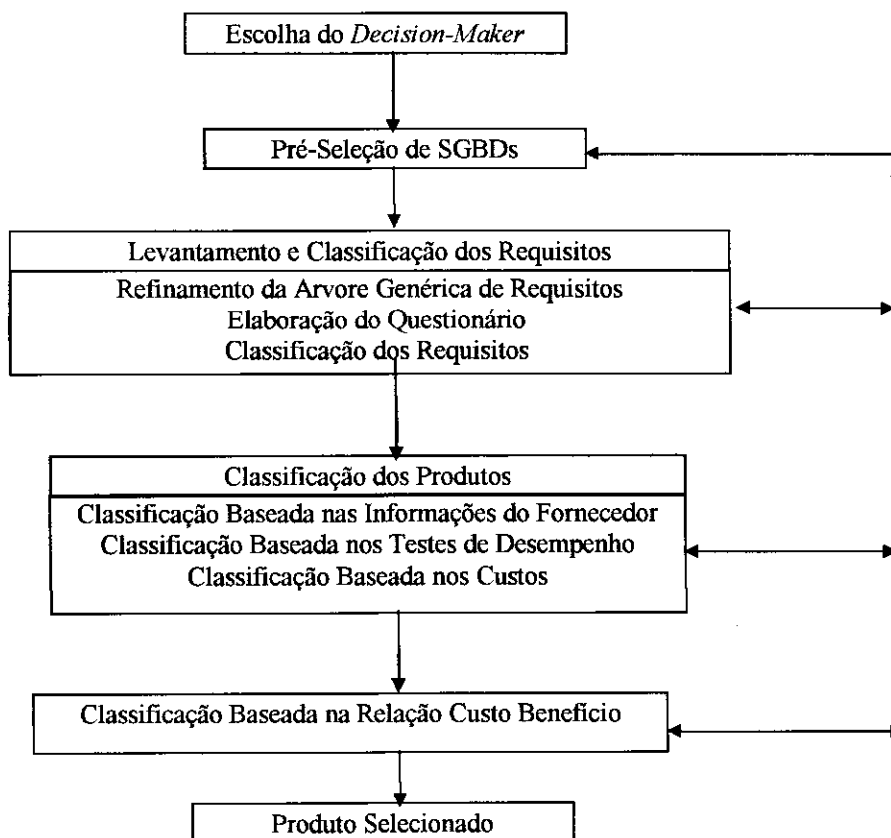 Escolha do Decision-Maker
Pré-Seleção de SGBDs
Levantamento e Classificação dos Requisitos
Refinamento da Arvore Genérica de Requisitos
Elaboração do Questionário
Classificação dos Requisitos
Classificação dos Produtos
Classificação Baseada nas Informações do Fornecedor
Classificação Baseada nos Testes de Desempenho
Classificação Baseada nos Custos
Classificação Baseada na Relação Custo Benefício
Produto Selecionado